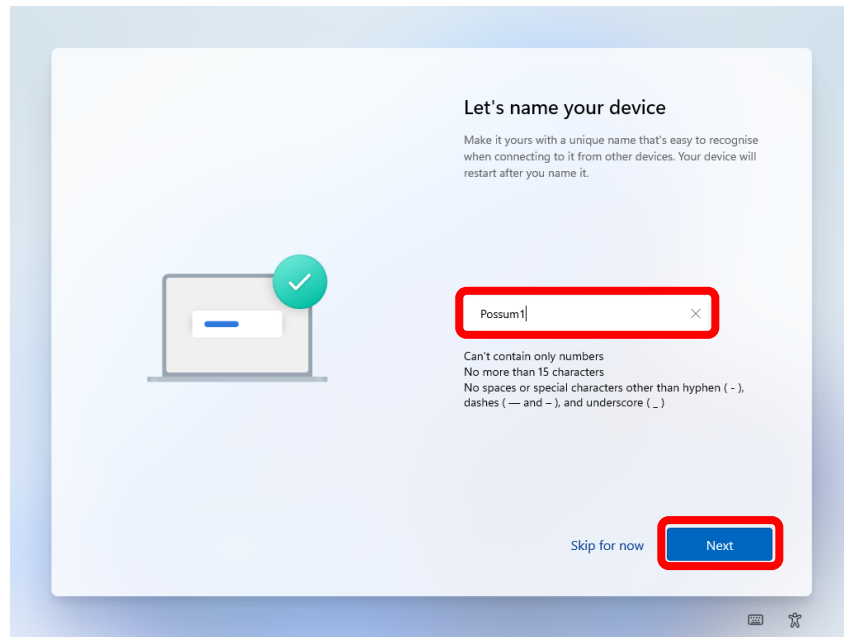 Let's name your device
Make it yours with a unique name that's easy to recognise
when connecting to it from other devices. Your device will
restart after you name it.
Possum1
Can't contain only numbers
No more than 15 characters
No spaces or special characters other than hyphen ( - ),
dashes ( — and – ), and underscore ( _ )
Skip for now
Next